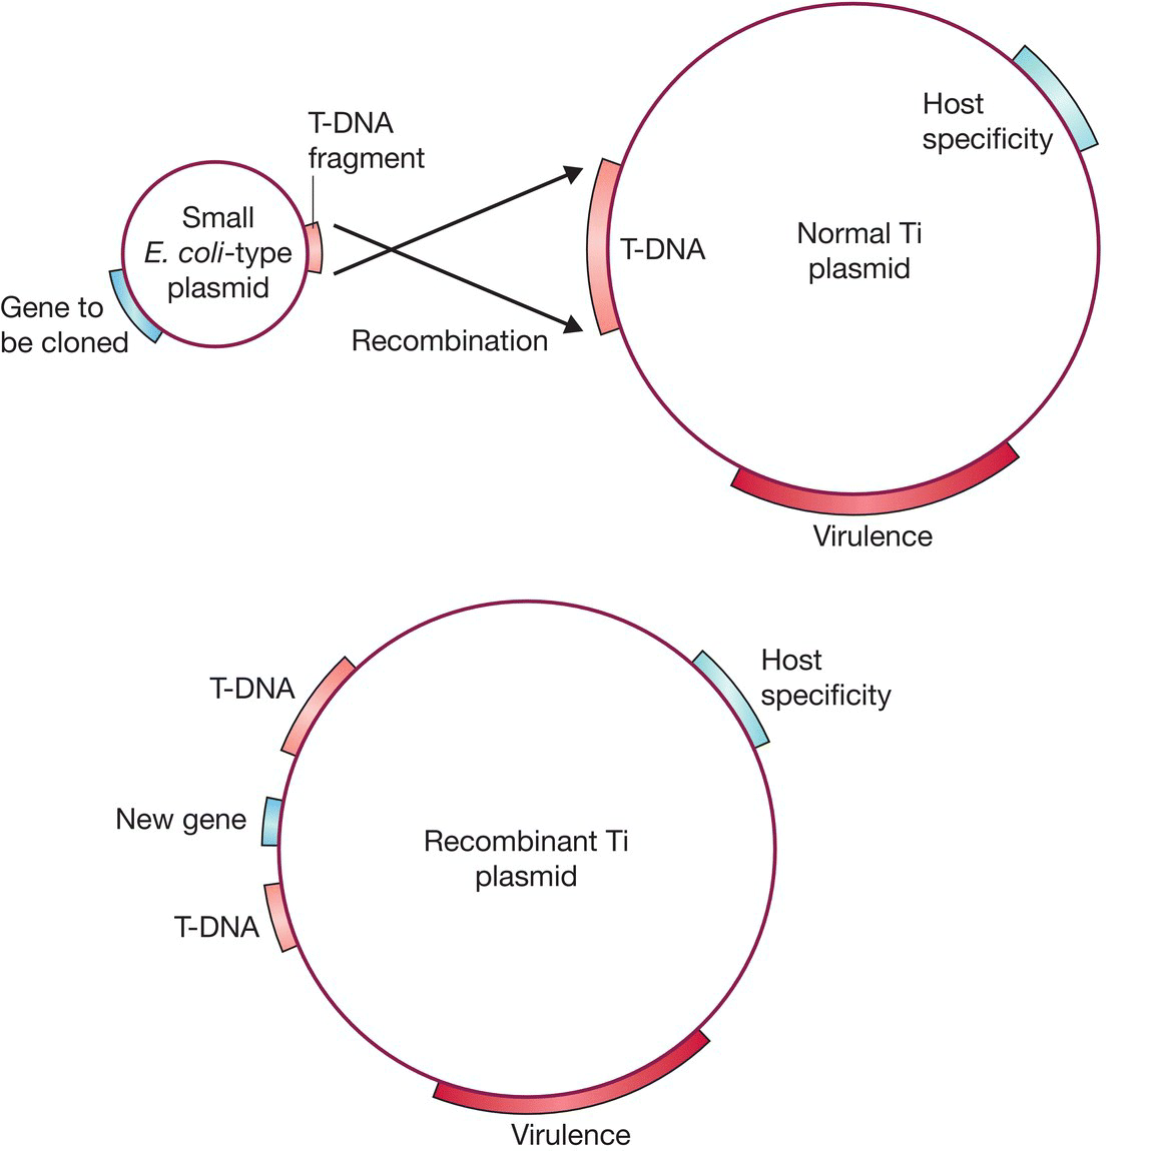 T-DNA
fragment
Small
E. coli-type
plasmid
Gene to
be cloned
Recombination
T-DNA
Normal Ti
plasmid
Host
specificity
Virulence
T-DNA
New gene
T-DNA
Recombinant Ti
plasmid
Host
specificity
Virulence